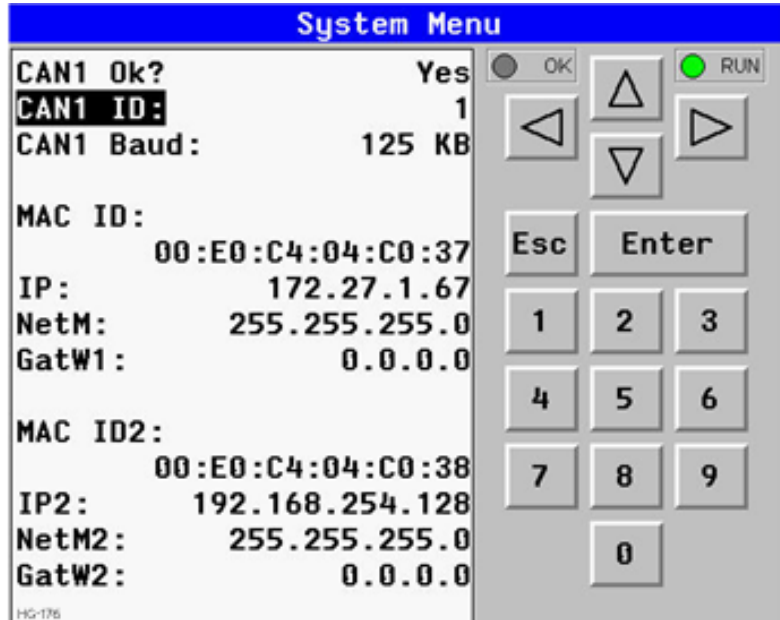 System Menu
CAN1 Ok? Yes
CAN1 ID: 1
CAN1 Baud: 125 KB
MAC ID:
00:E0:C4:04:C0:37
IP: 172.27.1.67
NetM: 255.255.255.0
GatW1: 0.0.0.0
MAC ID2:
00:E0:C4:04:C0:38
IP2: 192.168.254.128
NetM2: 255.255.255.0
GatW2: 0.0.0.0
HG-176
OK RUN
Esc Enter
1 2 3
4 5 6
7 8 9
0